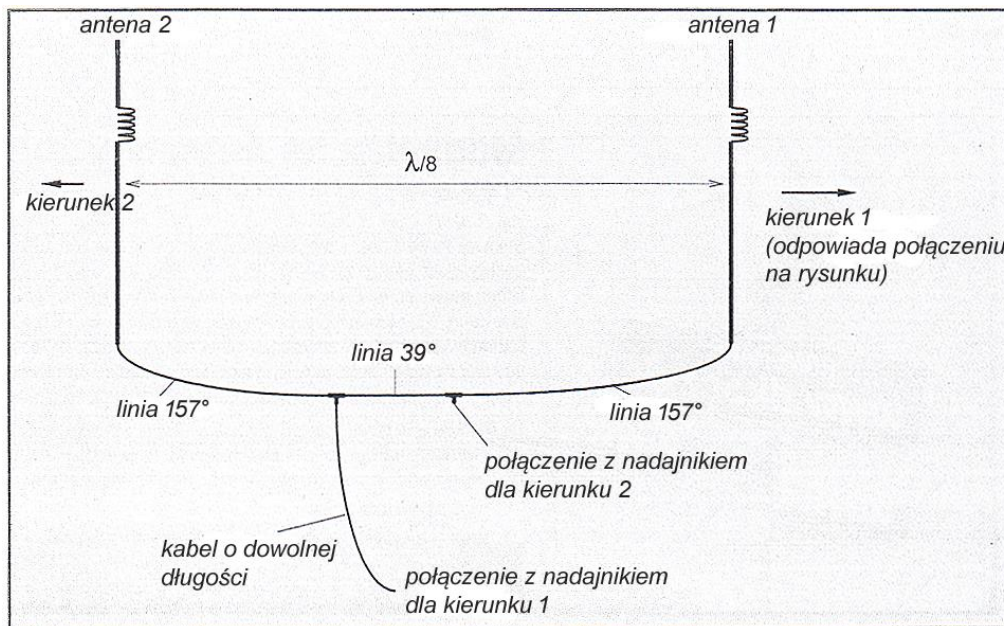 antena 2
antena 1
λ/8
kierunek 2
kierunek 1
(odpowiada połączeniu
na rysunku)
linia 39°
linia 157°
linia 157°
połączenie z nadajnikiem
dla kierunku 2
kabel o dowolnej
długości
połączenie z nadajnikiem
dla kierunku 1